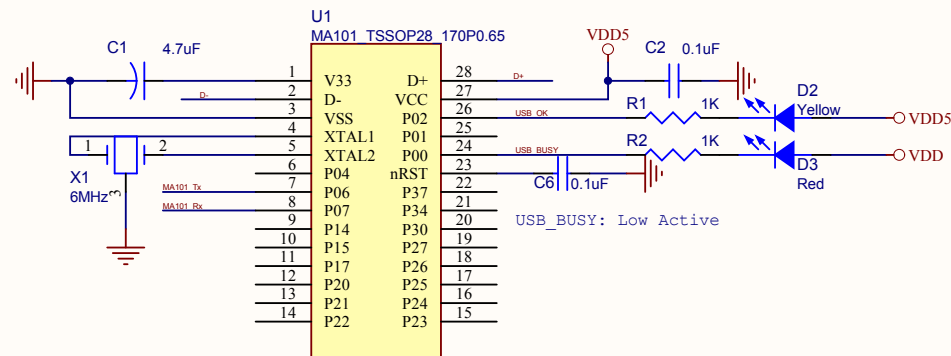 U1
MA101_TSSOP28_170P0.65
C1 4.7uF
VDD5
C2 0.1uF
1 V33 D+ 28 D+
D- 2 D- VCC 27
3 VSS P02 26 USB_OK R1 1K D2 Yellow VDD5
4 XTAL1 P01 25
1 2 5 XTAL2 P00 24 USB_BUSY R2 1K D3 Red VDD
X1 6MHz 3
6 P04 nRST 23 C6 0.1uF
MA101_Tx 7 P06 P37 22
MA101_Rx 8 P07 P34 21
USB_BUSY: Low Active
9 P14 P30 20
10 P15 P27 19
11 P17 P26 18
12 P20 P25 17
13 P21 P24 16
14 P22 P23 15